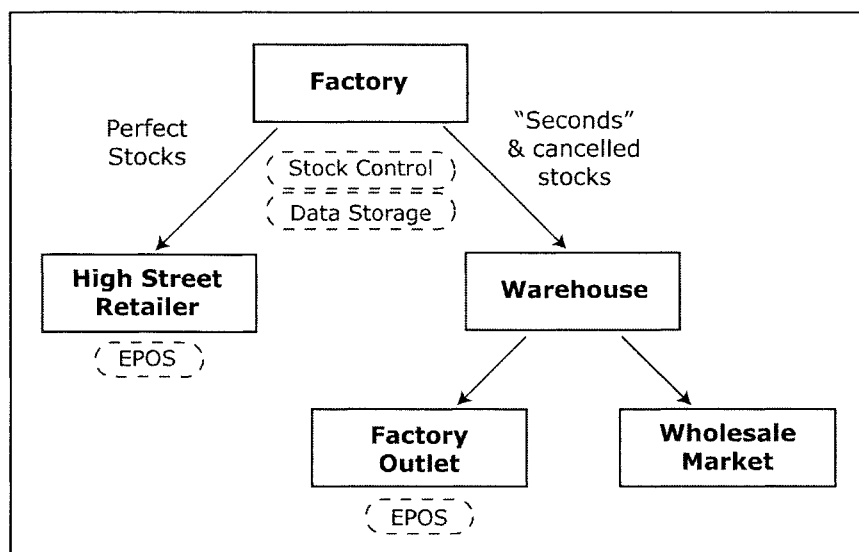 Factory
Perfect
Stocks
"Seconds"
& cancelled
stocks
Stock Control
Data Storage
High Street
Retailer
Warehouse
EPOS
Factory
Outlet
Wholesale
Market
EPOS